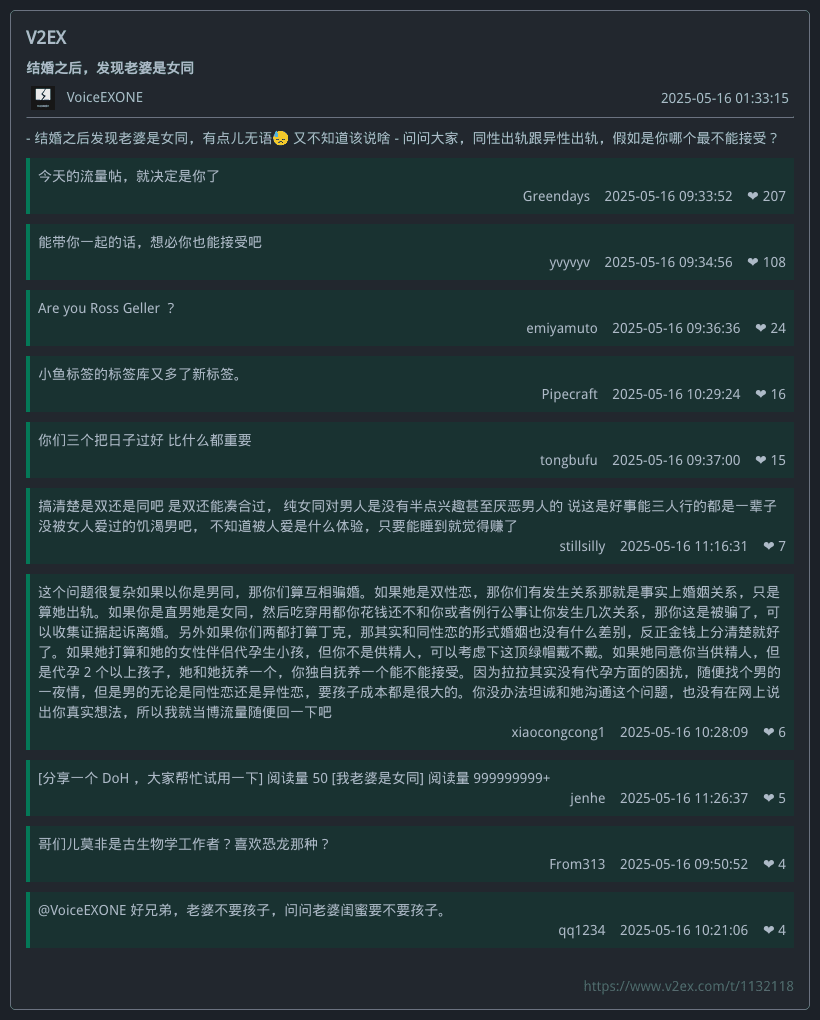 V2EX
结婚之后，发现老婆是女同
VoiceEXONE
2025-05-16 01:33:15
- 结婚之后发现老婆是女同，有点儿无语😓 又不知道该说啥 - 问问大家，同性出轨跟异性出轨，假如是你哪个最不能接受？
今天的流量帖，就决定是你了
Greendays 2025-05-16 09:33:52 ❤ 207
能带你一起的话，想必你也能接受吧
yvyvyv 2025-05-16 09:34:56 ❤ 108
Are you Ross Geller ？
emiyamuto 2025-05-16 09:36:36 ❤ 24
小鱼标签的标签库又多了新标签。
Pipecraft 2025-05-16 10:29:24 ❤ 16
你们三个把日子过好 比什么都重要
tongbufu 2025-05-16 09:37:00 ❤ 15
搞清楚是双还是同吧 是双还能凑合过， 纯女同对男人是没有半点兴趣甚至厌恶男人的 说这是好事能三人行的都是一辈子
没被女人爱过的饥渴男吧， 不知道被人爱是什么体验，只要能睡到就觉得赚了
stillsilly 2025-05-16 11:16:31 ❤ 7
这个问题很复杂如果以你是男同，那你们算互相骗婚。如果她是双性恋，那你们有发生关系那就是事实上婚姻关系，只是
算她出轨。如果你是直男她是女同，然后吃穿用都你花钱还不和你或者例行公事让你发生几次关系，那你这是被骗了，可
以收集证据起诉离婚。另外如果你们两都打算丁克，那其实和同性恋的形式婚姻也没有什么差别，反正金钱上分清楚就好
了。如果她打算和她的女性伴侣代孕生小孩，但你不是供精人，可以考虑下这顶绿帽戴不戴。如果她同意你当供精人，但
是代孕 2 个以上孩子，她和她抚养一个，你独自抚养一个能不能接受。因为拉拉其实没有代孕方面的困扰，随便找个男的
一夜情，但是男的无论是同性恋还是异性恋，要孩子成本都是很大的。你没办法坦诚和她沟通这个问题，也没有在网上说
出你真实想法，所以我就当博流量随便回一下吧
xiaocongcong1 2025-05-16 10:28:09 ❤ 6
[分享一个 DoH ，大家帮忙试用一下] 阅读量 50 [我老婆是女同] 阅读量 999999999+
jenhe 2025-05-16 11:26:37 ❤ 5
哥们儿莫非是古生物学工作者？喜欢恐龙那种？
From313 2025-05-16 09:50:52 ❤ 4
@VoiceEXONE 好兄弟，老婆不要孩子，问问老婆闺蜜要不要孩子。
qq1234 2025-05-16 10:21:06 ❤ 4
https://www.v2ex.com/t/1132118